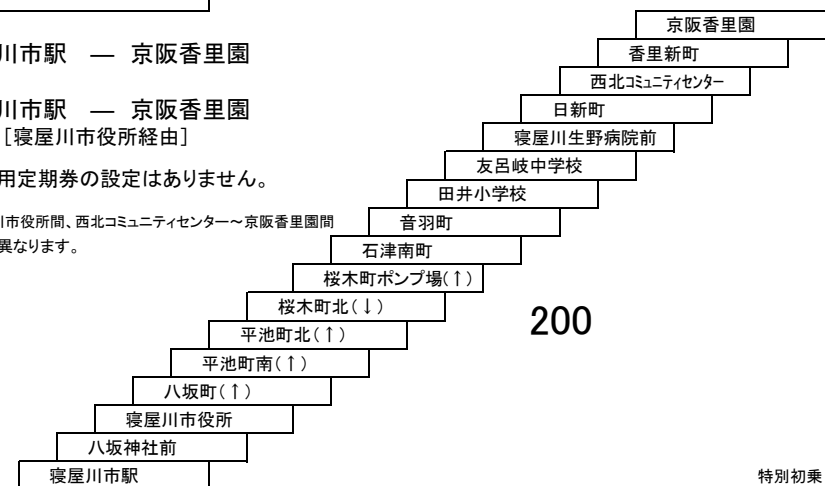 京阪香里園
川市駅 ― 京阪香里園
香里新町
西北コミュニティセンター
川市駅 ― 京阪香里園
日新町
［寝屋川市役所経由］
寝屋川生野病院前
友呂岐中学校
用定期券の設定はありません。
田井小学校
川市役所間、西北コミュニティセンター～京阪香里園間
音羽町
異なります。
石津南町
桜木町ポンプ場(↑)
桜木町北(↓)
200
平池町北(↑)
平池町南(↑)
八坂町(↑)
寝屋川市役所
八坂神社前
寝屋川市駅
特別初乗